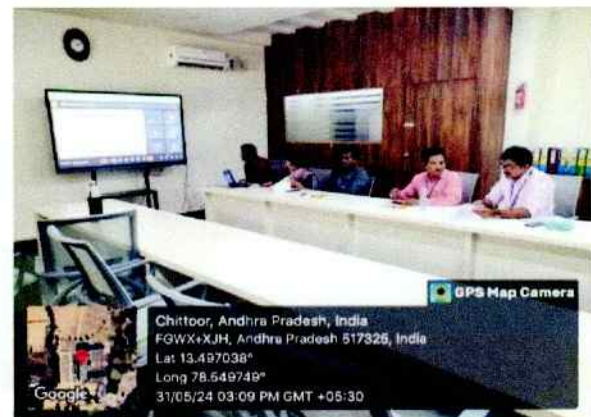 GPS Map Camera
Chittoor, Andhra Pradesh, India
FGWX+XJH, Andhra Pradesh 517325, India
Lat 13.497038°
Long 78.549749°
31/05/24 03:09 PM GMT +05:30
Google